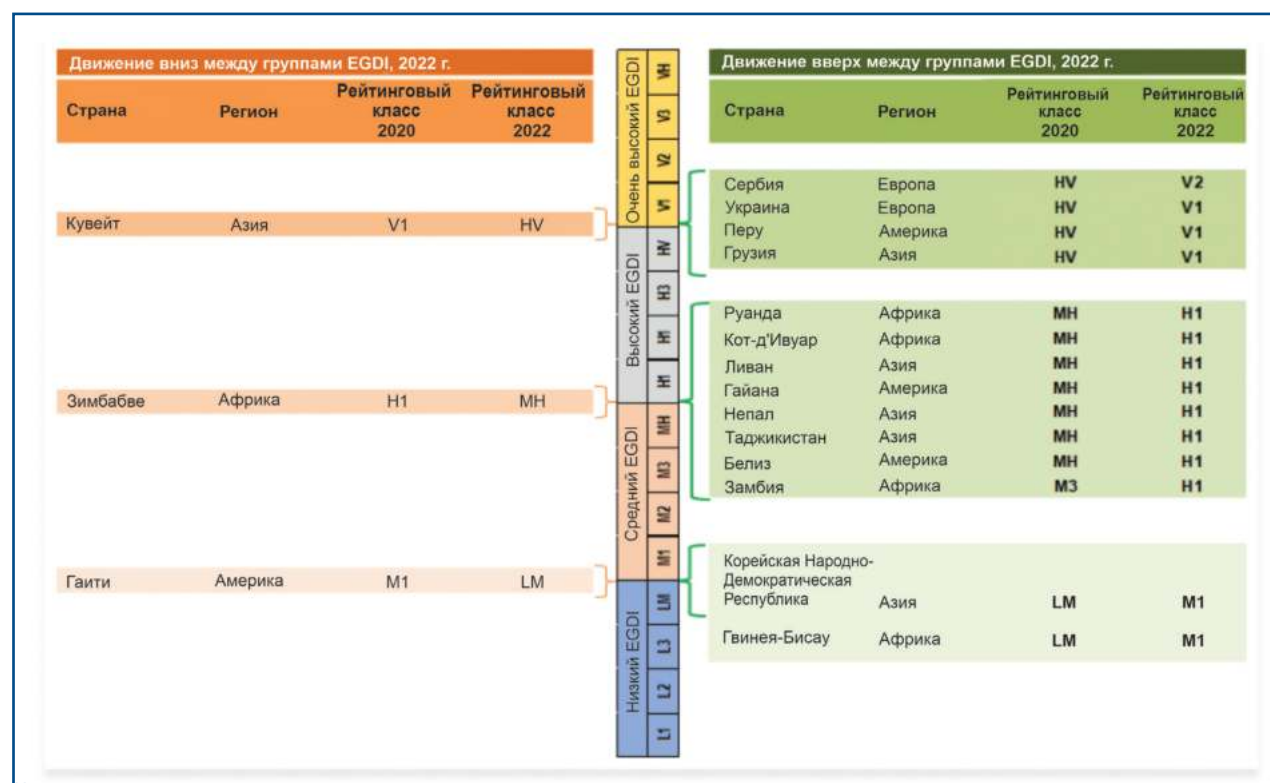 Движение вниз между группами EGDI, 2022 г.
Страна Регион Рейтинговый класс 2020 Рейтинговый класс 2022
Кувейт Азия V1 HV
Зимбабве Африка H1 MH
Гаити Америка M1 LM
Очень высокий EGDI
VH
V3
V2
V1
Высокий EGDI
HV
H3
H1
H1
Средний EGDI
MH
M3
M2
M1
Низкий EGDI
LM
L3
L2
L1
Движение вверх между группами EGDI, 2022 г.
Страна Регион Рейтинговый класс 2020 Рейтинговый класс 2022
Сербия Европа HV V2
Украина Европа HV V1
Перу Америка HV V1
Грузия Азия HV V1
Руанда Африка MH H1
Кот-д'Ивуар Африка MH H1
Ливан Азия MH H1
Гайана Америка MH H1
Непал Азия MH H1
Таджикистан Азия MH H1
Белиз Америка MH H1
Замбия Африка M3 H1
Корейская Народно-
Демократическая
Республика Азия LM M1
Гвинея-Бисау Африка LM M1